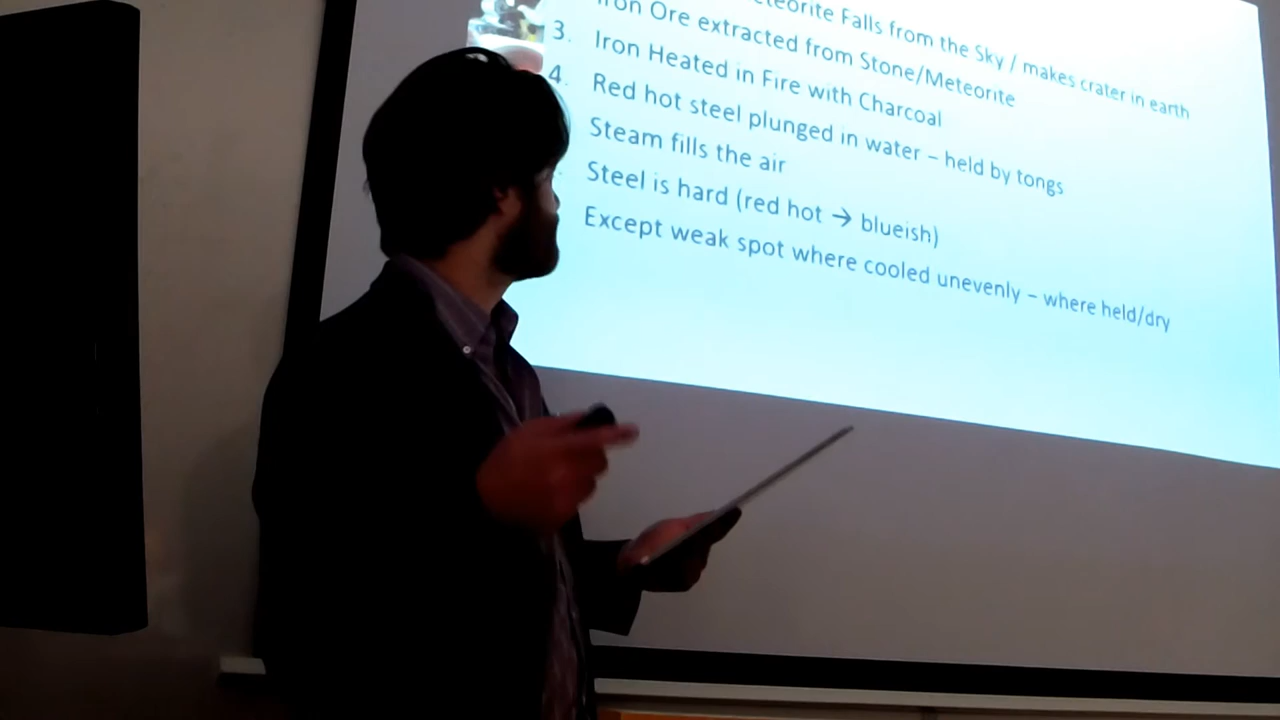 Falls from the Sky / makes crater in earth
Ore extracted from Stone/Meteorite
3. Iron Heated in Fire with Charcoal
4. Red hot steel plunged in water – held by tongs
Steam fills the air
Steel is hard (red hot → blueish)
Except weak spot where cooled unevenly – where held/dry